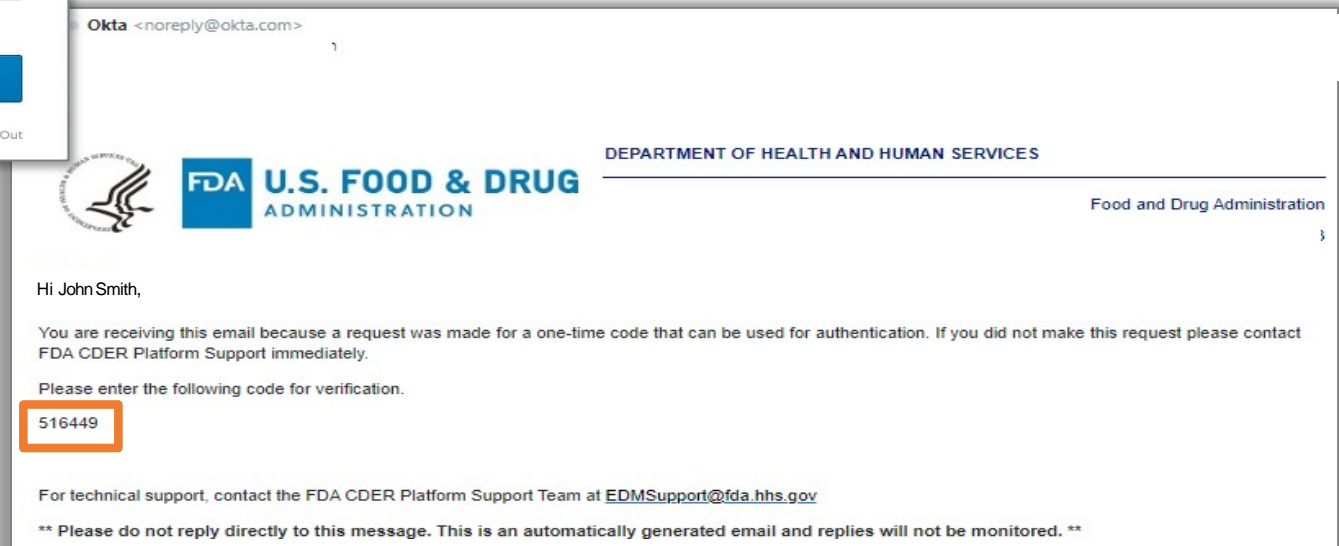 Okta <noreply@okta.com>
Out
DEPARTMENT OF HEALTH AND HUMAN SERVICES
FDA U.S. FOOD & DRUG
ADMINISTRATION
Food and Drug Administration
Hi John Smith,
You are receiving this email because a request was made for a one-time code that can be used for authentication. If you did not make this request please contact
FDA CDER Platform Support immediately.
Please enter the following code for verification.
516449
For technical support, contact the FDA CDER Platform Support Team at EDMSupport@fda.hhs.gov
** Please do not reply directly to this message. This is an automatically generated email and replies will not be monitored. **